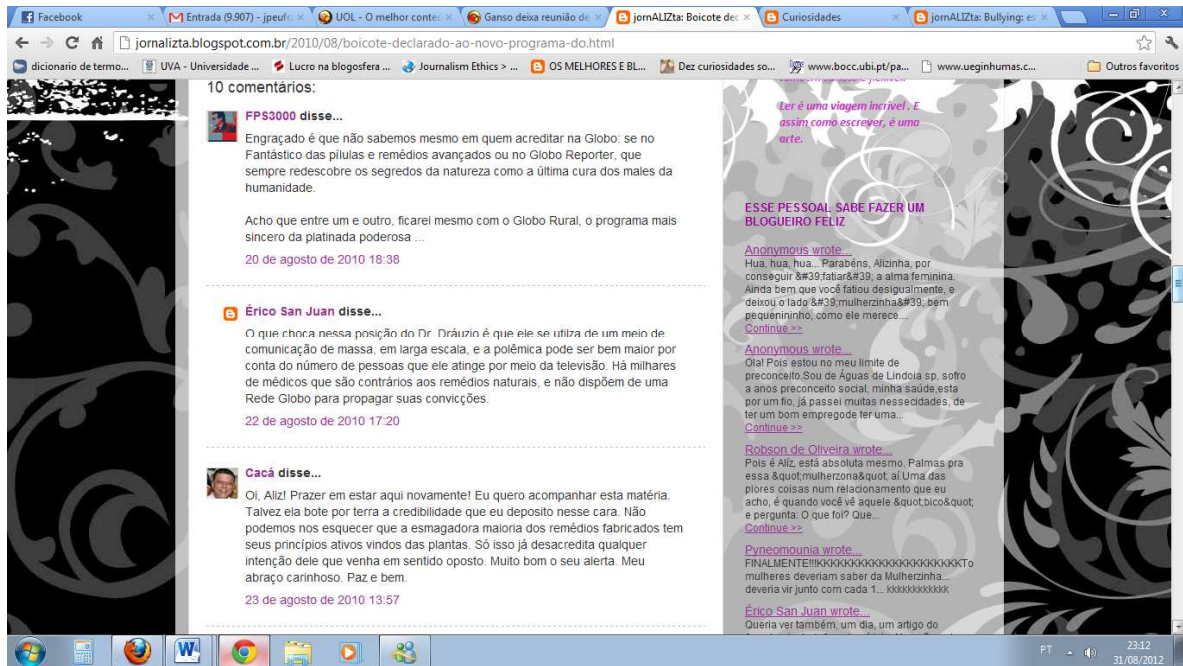 Facebook
Entrada (9.907) - jpeufr
UOL - O melhor conte
Ganso deixa reunião de
jornALIZta: Boicote dec
Curiosidades
jornALIZta: Bullying: es
jornalizta.blogspot.com.br/2010/08/boicote-declarado-ao-novo-programa-do.html
dicionario de termo...
UVA - Universidade ...
Lucro na blogosfera ...
Journalism Ethics > ...
OS MELHORES E BL...
Dez curiosidades so...
www.bocc.ubi.pt/pa...
www.ueginhumas.c...
Outros favoritos
10 comentários:
FPS3000 disse...
Engraçado é que não sabemos mesmo em quem acreditar na Globo: se no
Fantástico das pílulas e remédios avançados ou no Globo Reporter, que
sempre redescobre os segredos da natureza como a última cura dos males da
humanidade.
Acho que entre um e outro, ficarei mesmo com o Globo Rural, o programa mais
sincero da platinada poderosa ...
20 de agosto de 2010 18:38
Érico San Juan disse...
O que choca nessa posição do Dr. Dráuzio é que ele se utilza de um meio de
comunicação de massa, em larga escala, e a polêmica pode ser bem maior por
conta do número de pessoas que ele atinge por meio da televisão. Há milhares
de médicos que são contrários aos remédios naturais, e não dispõem de uma
Rede Globo para propagar suas convicções.
22 de agosto de 2010 17:20
Cacá disse...
Oi, Aliz! Prazer em estar aqui novamente! Eu quero acompanhar esta matéria.
Talvez ela bote por terra a credibilidade que eu deposito nesse cara. Não
podemos nos esquecer que a esmagadora maioria dos remédios fabricados tem
seus princípios ativos vindos das plantas. Só isso já desacredita qualquer
intenção dele que venha em sentido oposto. Muito bom o seu alerta. Meu
abraço carinhoso. Paz e bem.
23 de agosto de 2010 13:57
Ler é uma viagem incrível . E
assim como escrever, é uma
arte.
ESSE PESSOAL SABE FAZER UM
BLOGUEIRO FELIZ
Anonymous wrote...
Hua, hua, hua... Parabéns, Alizinha, por
conseguir &#39;fatiar&#39; a alma feminina.
Ainda bem que você fatiou desigualmente, e
deixou o lado &#39;mulherzinha&#39; bem
pequenininho, como ele merece....
Continue >>
Anonymous wrote...
Ola! Pois estou no meu limite de
preconceito.Sou de Águas de Lindoia sp, sofro
a anos preconceito social, minha saúde,esta
por um fio, já passei muitas nessecidades, de
ter um bom empregode ter uma...
Continue >>
Robson de Oliveira wrote...
Pois é Alíz, está absoluta mesmo. Palmas pra
essa &quot;mulherzona&quot; aí.Uma das
piores coisas num relacionamento que eu
acho, é quando você vê aquele &quot;bico&quot;
e pergunta: O que foi? Que...
Continue >>
Pyneomounia wrote...
FINALMENTE!!!KKKKKKKKKKKKKKKKKKKKKTo
mulheres deveriam saber da Mulherzinha...
deveria vir junto com cada 1... kkkkkkkkkkkk
Érico San Juan wrote...
Queria ver também, um dia, um artigo do
PT
23:12
31/08/2012